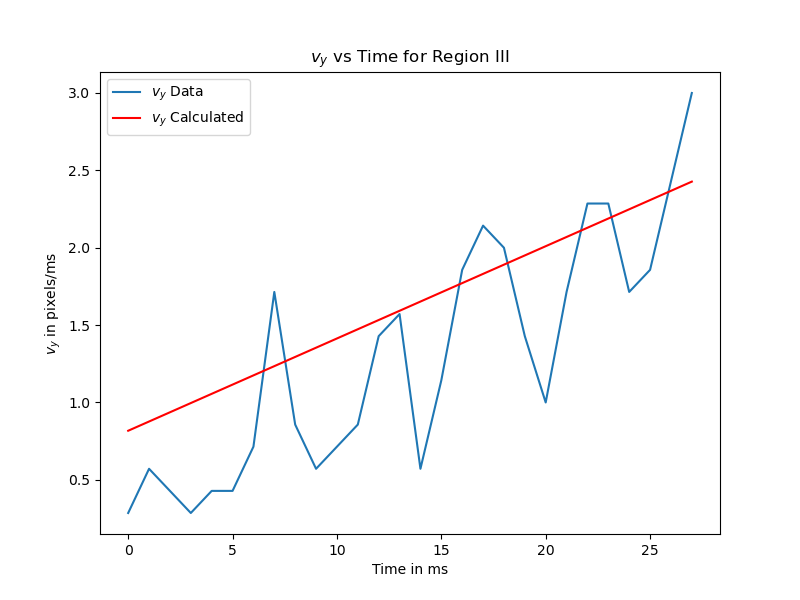 v_y vs Time for Region III
v_y Data
v_y Calculated
3.0
2.5
2.0
1.5
1.0
0.5
v_y in pixels/ms
0 5 10 15 20 25
Time in ms